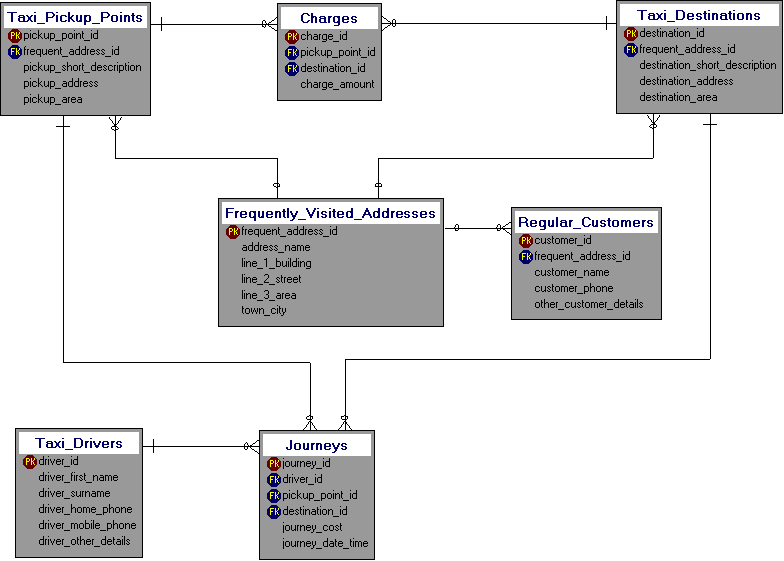 Taxi_Pickup_Points
PK pickup_point_id
FK frequent_address_id
pickup_short_description
pickup_address
pickup_area
Charges
PK charge_id
FK pickup_point_id
FK destination_id
charge_amount
Taxi_Destinations
PK destination_id
FK frequent_address_id
destination_short_description
destination_address
destination_area
Frequently_Visited_Addresses
PK frequent_address_id
address_name
line_1_building
line_2_street
line_3_area
town_city
Regular_Customers
PK customer_id
FK frequent_address_id
customer_name
customer_phone
other_customer_details
Taxi_Drivers
PK driver_id
driver_first_name
driver_surname
driver_home_phone
driver_mobile_phone
driver_other_details
Journeys
PK journey_id
FK driver_id
FK pickup_point_id
FK destination_id
journey_cost
journey_date_time